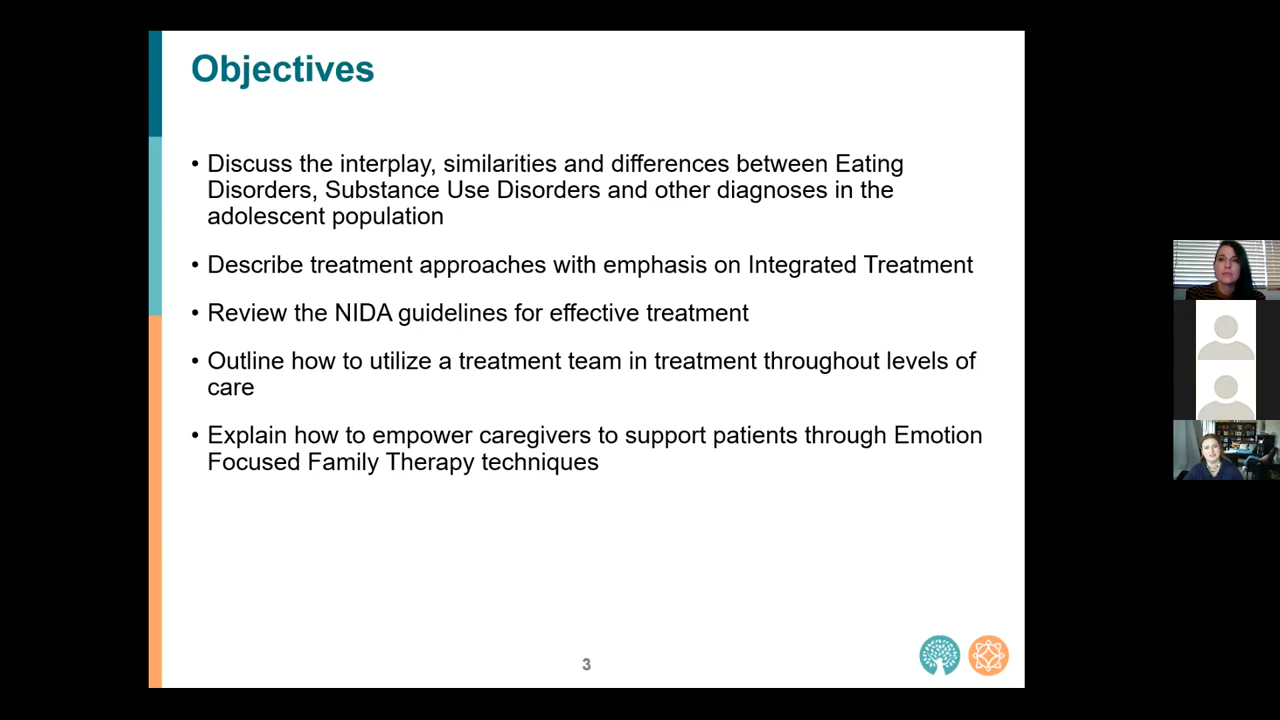 Objectives
• Discuss the interplay, similarities and differences between Eating
Disorders, Substance Use Disorders and other diagnoses in the
adolescent population
• Describe treatment approaches with emphasis on Integrated Treatment
• Review the NIDA guidelines for effective treatment
• Outline how to utilize a treatment team in treatment throughout levels of
care
• Explain how to empower caregivers to support patients through Emotion
Focused Family Therapy techniques
3